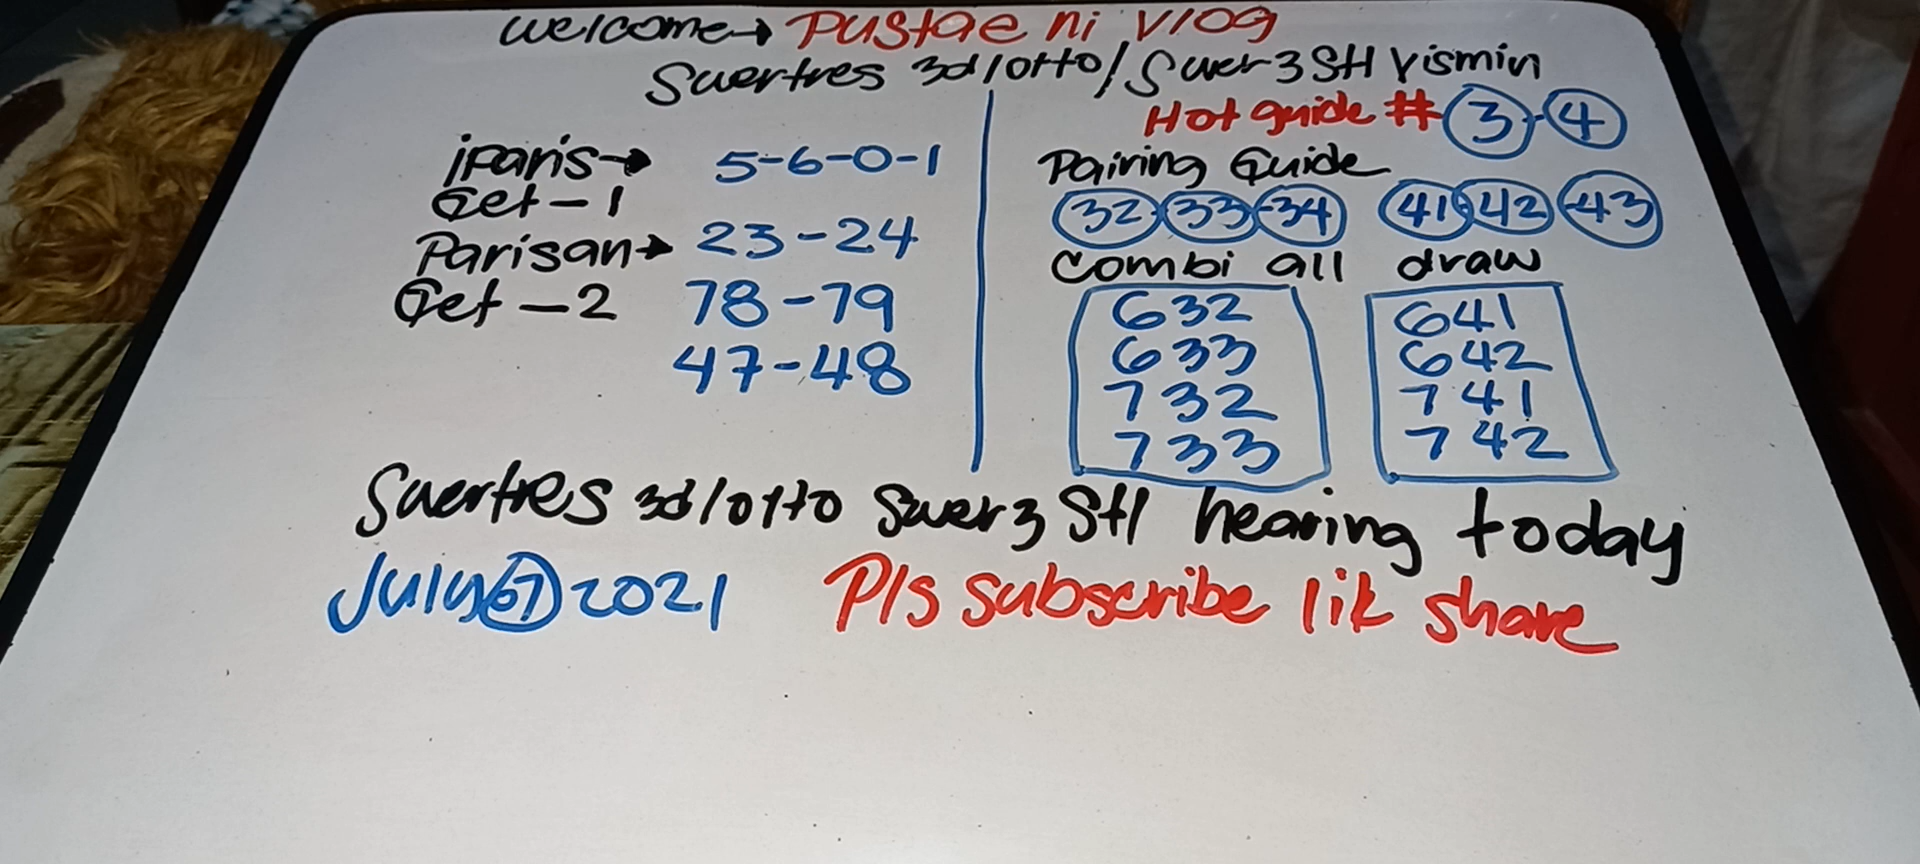 welcome→ Pustae ni vlog
Suertres 3d/otto/Swer3 Stl Vismin
iparis→ 5-6-0-1
Get-1
Parisan→ 23-24
Get-2 78-79
47-48
Hot guide # 3-4
Pairing Guide
32 33-34 41 42-43
combi all draw
632 641
633 642
732 741
733 742
Suertres 3d/otto Swer3 Stl hearing today
July 67 2021 Pls subscribe lik share